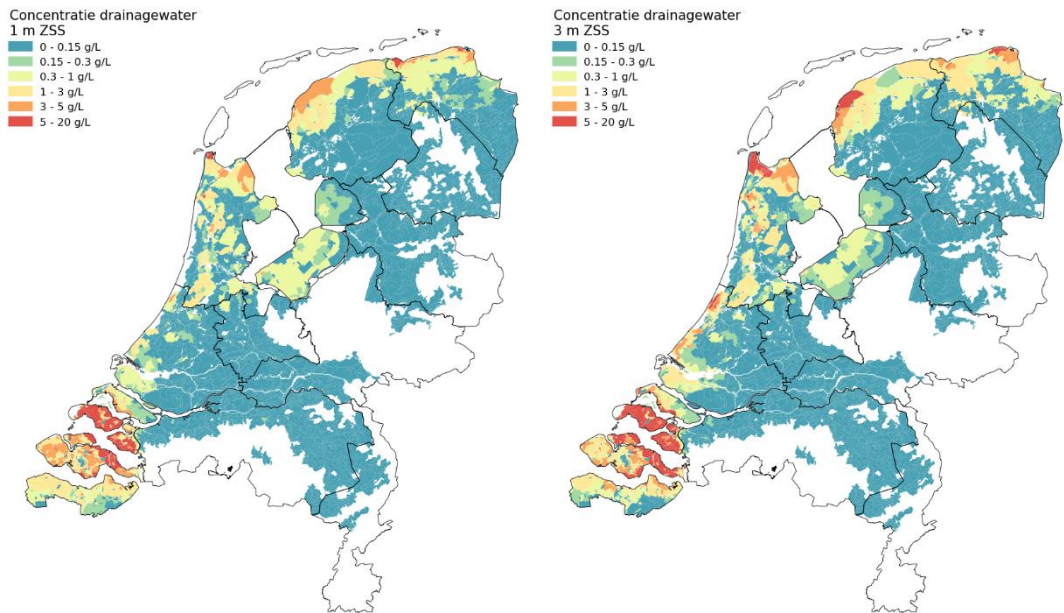 Concentratie drainagewater
1 m ZSS
0 - 0.15 g/L
0.15 - 0.3 g/L
0.3 - 1 g/L
1 - 3 g/L
3 - 5 g/L
5 - 20 g/L
Concentratie drainagewater
3 m ZSS
0 - 0.15 g/L
0.15 - 0.3 g/L
0.3 - 1 g/L
1 - 3 g/L
3 - 5 g/L
5 - 20 g/L